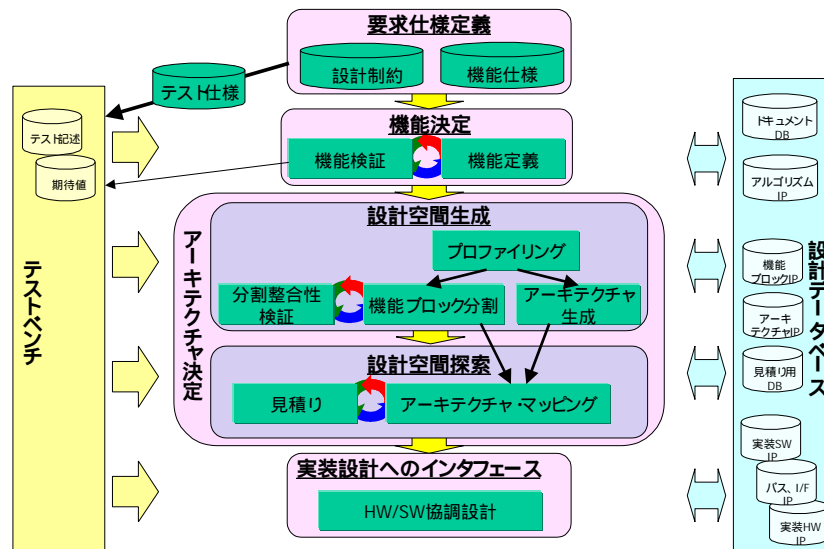 要求仕様定義
設計制約
機能仕様
テスト仕様
テスト記述
期待値
テストベンチ
機能決定
機能検証
機能定義
アーキテクチャ決定
設計空間生成
プロファイリング
分割整合性
検証
機能ブロック分割
アーキテクチャ
生成
設計空間探索
見積り
アーキテクチャ・マッピング
実装設計へのインタフェース
HW/SW協調設計
設計データベース
ドキュメント
DB
アルゴリズム
IP
機能
ブロックIP
アーキ
テクチャIP
見積り用
DB
実装SW
IP
バス、I/F
IP
実装HW
IP